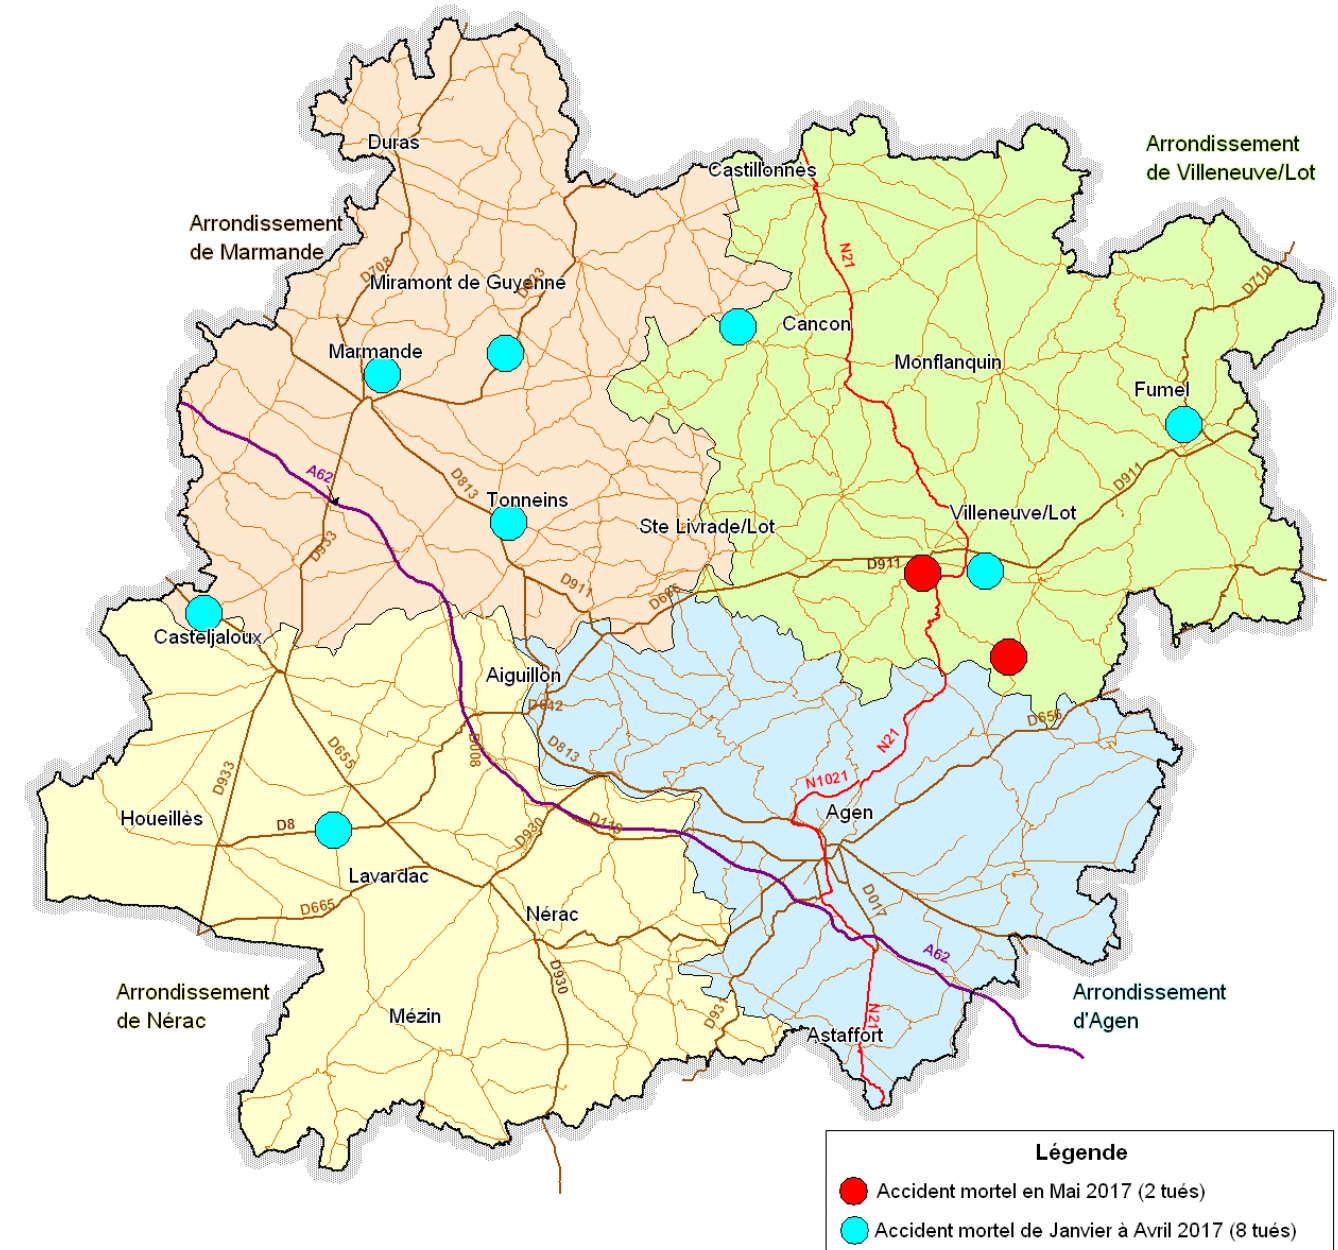 Duras
Castillonnès
Arrondissement
de Villeneuve/Lot
Arrondissement
de Marmande
N21
D708
Miramont de Guyenne
D710
Cancon
Marmande
Monflanquin
Fumel
A62
D813
Tonneins
D911
Villeneuve/Lot
Ste Livrade/Lot
D933
D911
D911
D666
Casteljaloux
Aiguillon
D642
D656
D655
D813
N21
D933
N1021
Houeillès
D8
Agen
D930
D119
Lavardac
D665
D017
Nérac
A62
D930
Arrondissement
de Nérac
Arrondissement
d'Agen
D931
Mézin
N21
Astaffort
Légende
Accident mortel en Mai 2017 (2 tués)
Accident mortel de Janvier à Avril 2017 (8 tués)